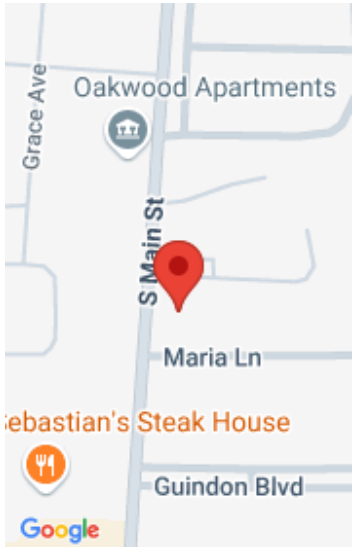 Grace Ave
Oakwood Apartments
S Main St
Maria Ln
ebastian's Steak House
Guindon Blvd
Google